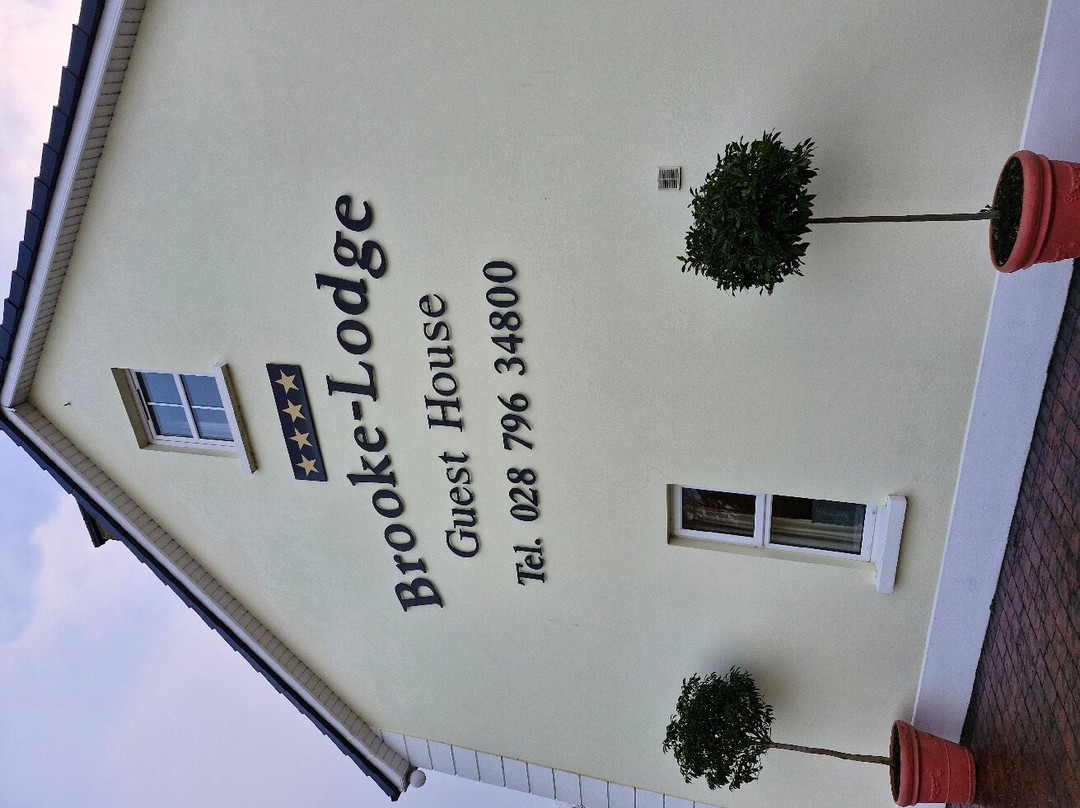 Brooke-Lodge
Guest House
Tel. 028 796 34800